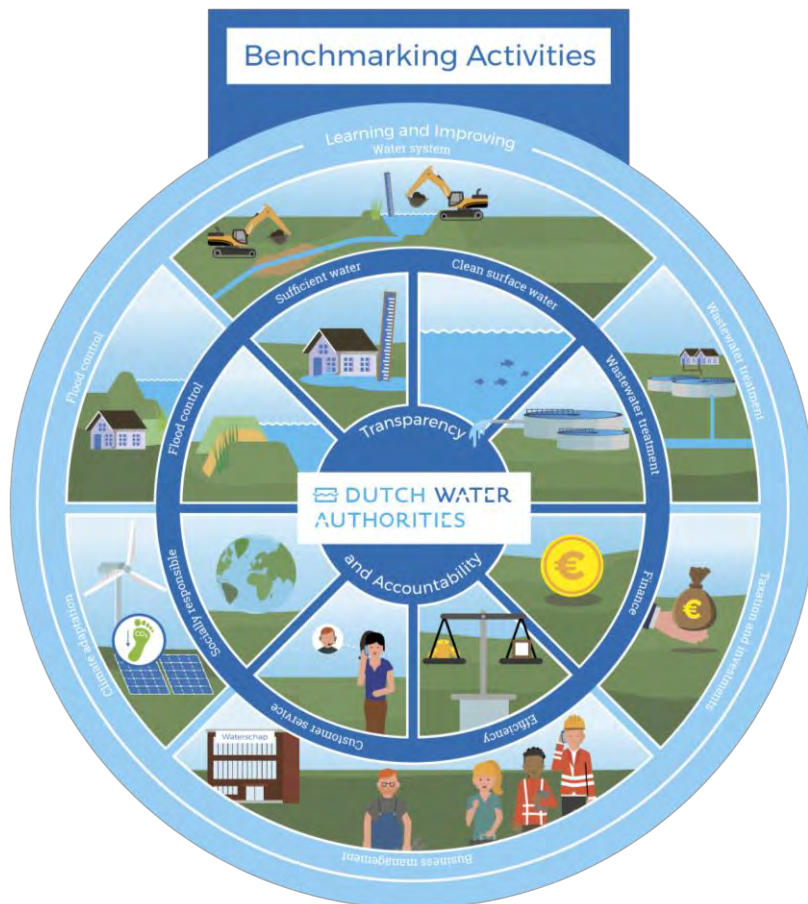 Benchmarking Activities
Learning and Improving
Water system
Flood control
Wastewater treatment
Climate adaptation
Taxation and investments
Business management
Sufficient water
Clean surface water
Flood control
Wastewater treatment
Socially responsible
Finance
Customer service
Efficiency
Transparency
DUTCH WATER
AUTHORITIES
and Accountability
€
€
CO₂
Waterschap